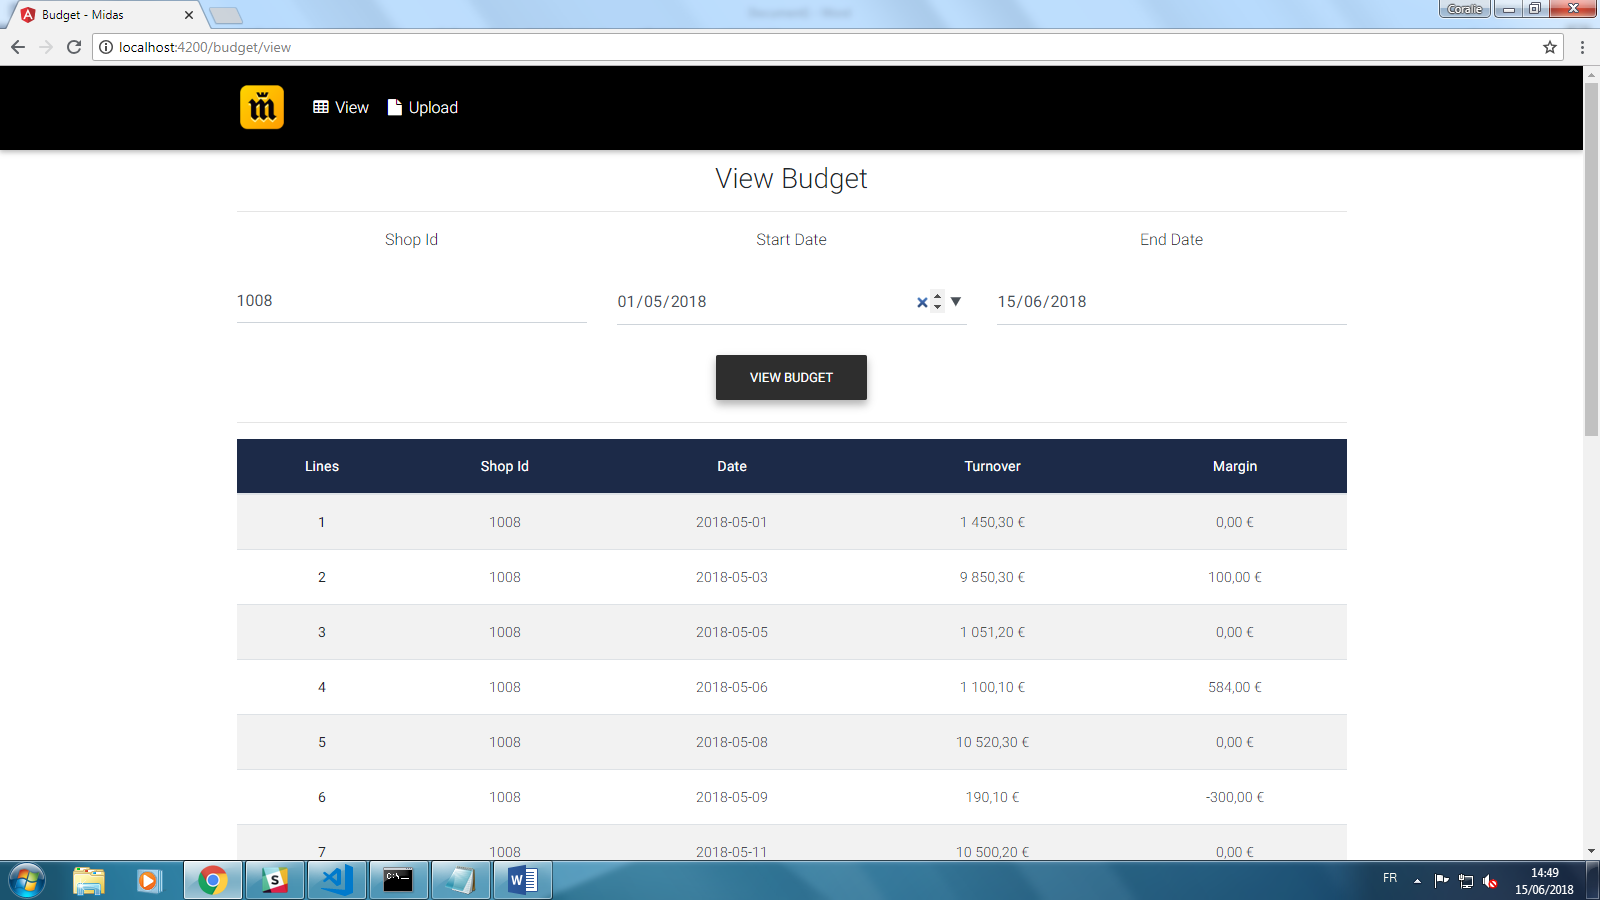 Budget - Midas
Coralie
localhost:4200/budget/view
View Upload
View Budget
Shop Id Start Date End Date
1008 01/05/2018 15/06/2018
VIEW BUDGET
Lines Shop Id Date Turnover Margin
1 1008 2018-05-01 1 450,30 € 0,00 €
2 1008 2018-05-03 9 850,30 € 100,00 €
3 1008 2018-05-05 1 051,20 € 0,00 €
4 1008 2018-05-06 1 100,10 € 584,00 €
5 1008 2018-05-08 10 520,30 € 0,00 €
6 1008 2018-05-09 190,10 € -300,00 €
7 1008 2018-05-11 10 500,20 € 0,00 €
FR 14:49
15/06/2018